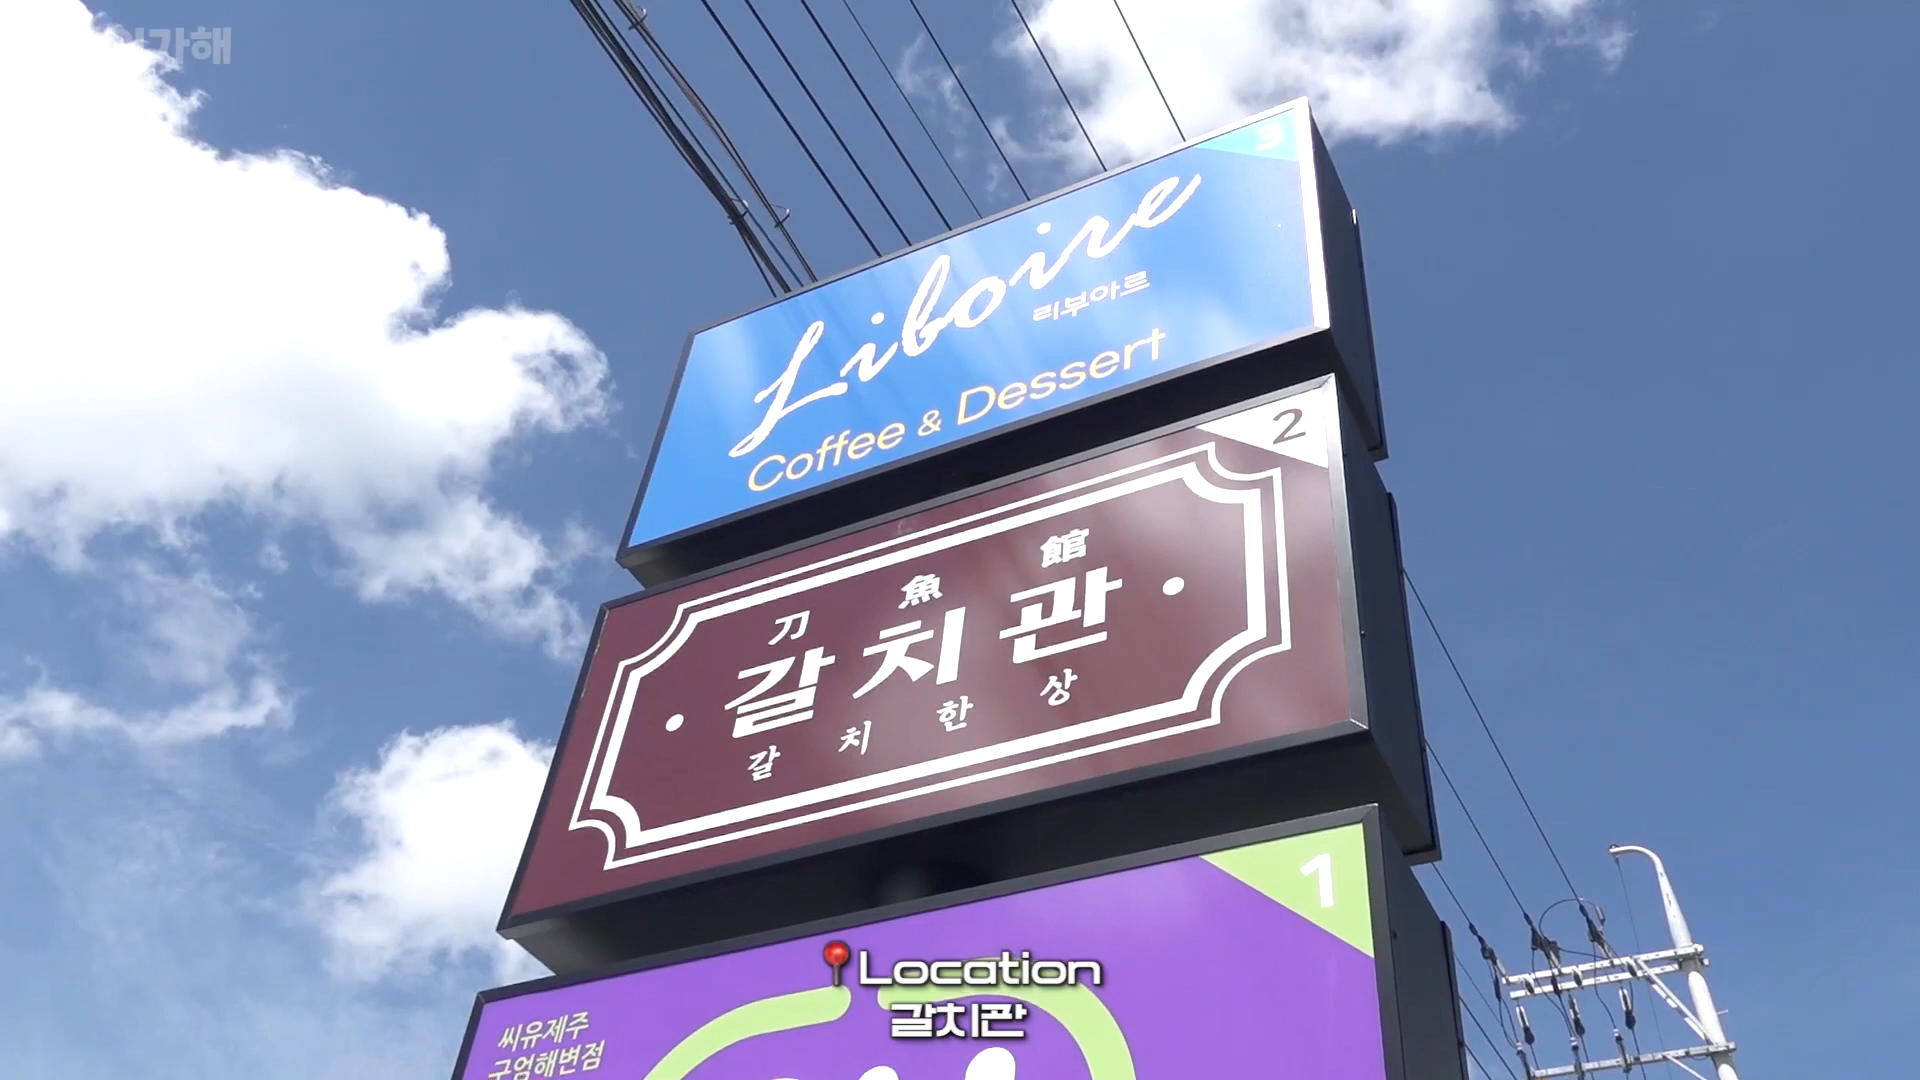 3
Liboire
리부아르
Coffee & Dessert
2
刀魚館
갈치관
갈치한상
1
씨유제주
구엄해변점
📍Location
갈치관